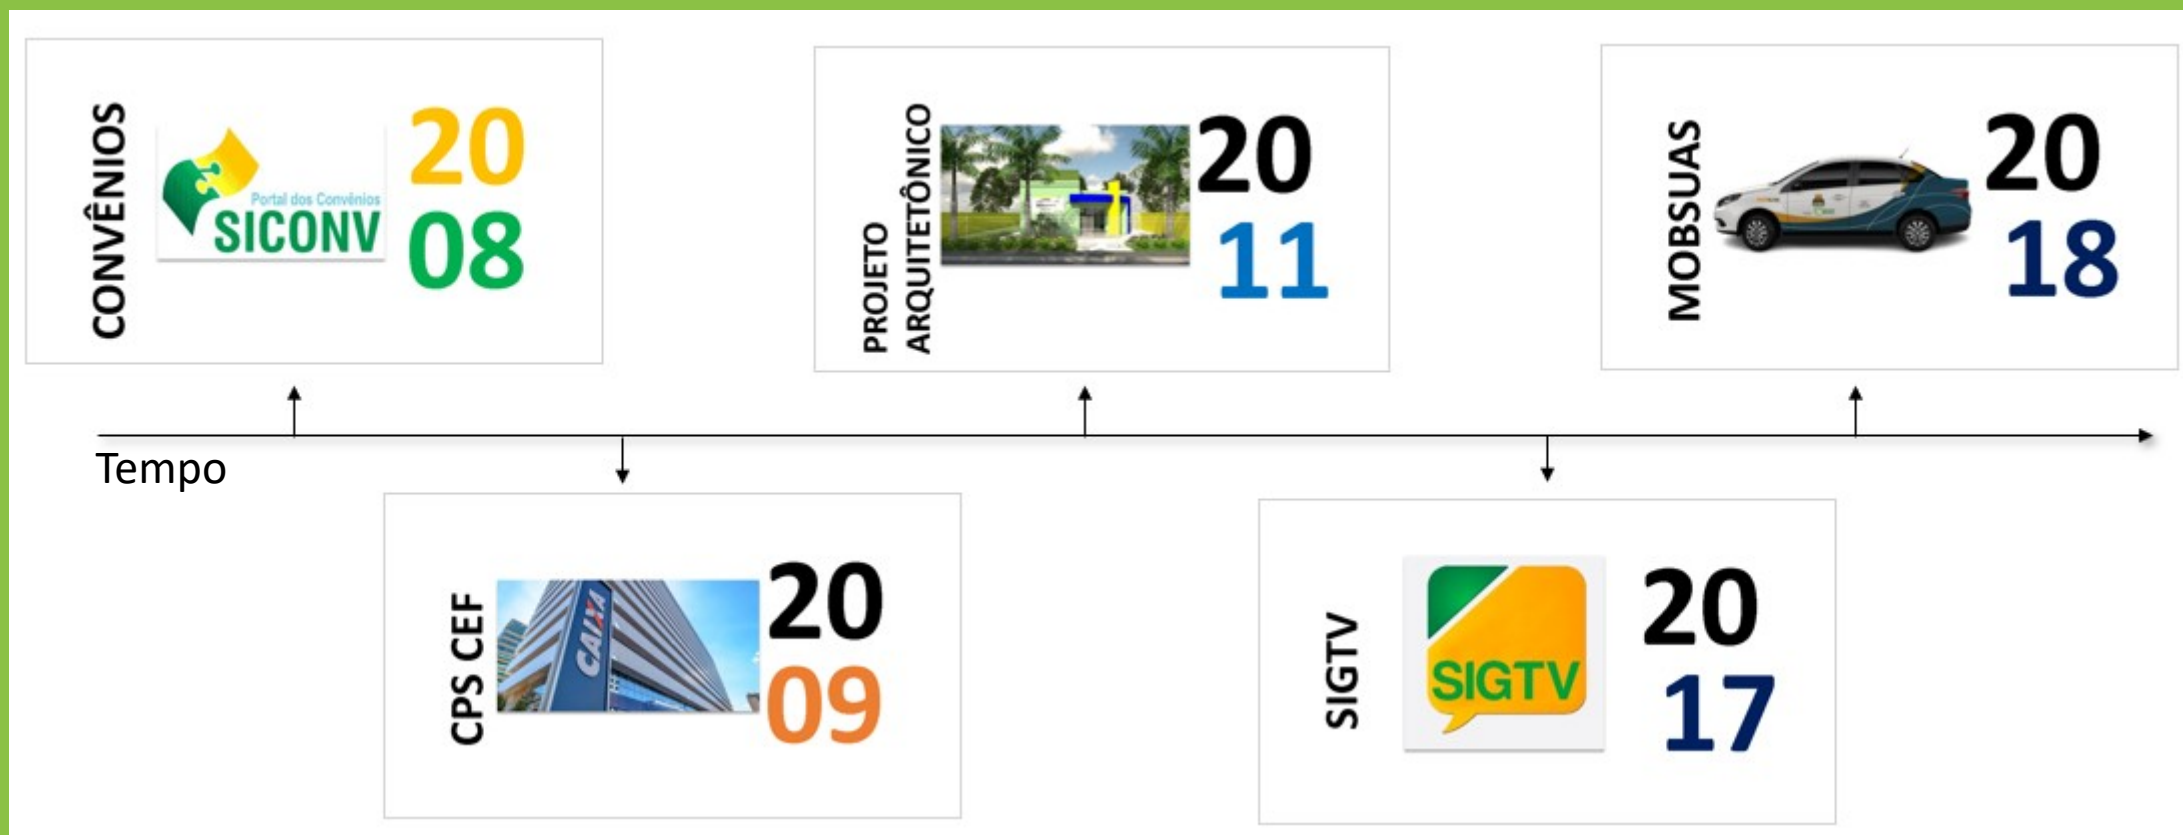 CONVÊNIOS
Portal dos Convênios
SICONV
20
08
PROJETO
ARQUITETÔNICO
20
11
MOBSUAS
20
18
Tempo
CPS CEF
CAIXA
20
09
SIGTV
SIGTV
20
17